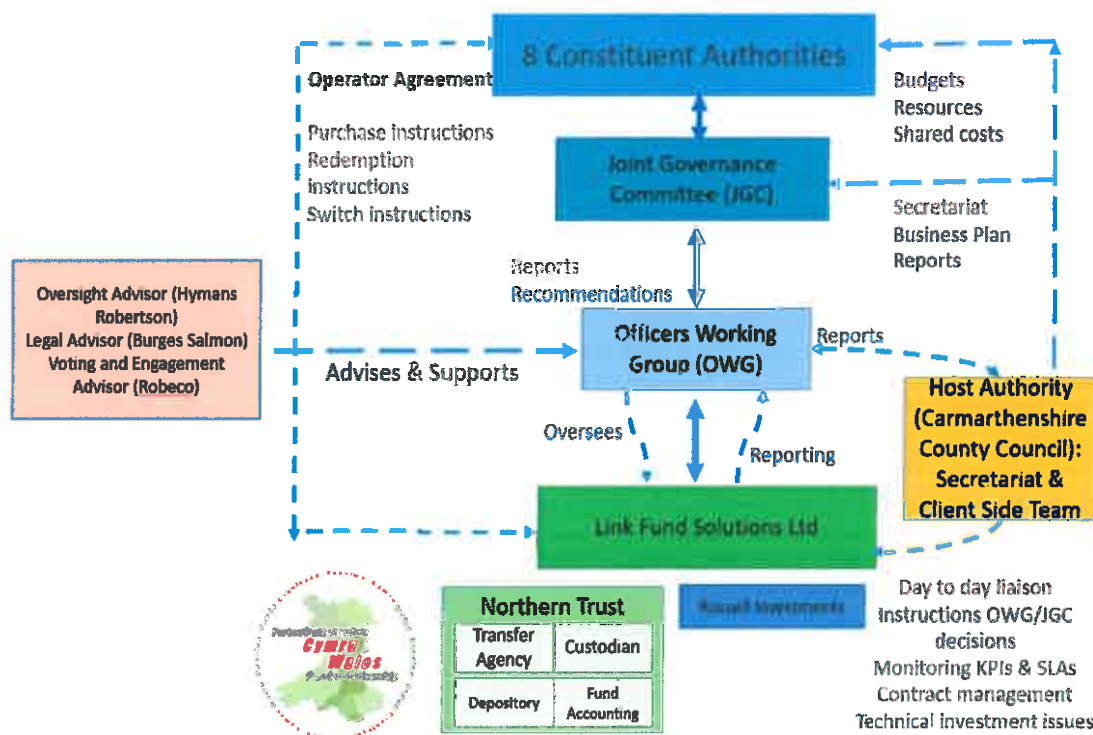 8 Constituent Authorities
Operator Agreement
Purchase instructions
Redemption
instructions
Switch instructions
Budgets
Resources
Shared costs
Joint Governance
Committee (JGC)
Secretariat
Business Plan
Reports
Reports
Recommendations
Oversight Advisor (Hymans
Robertson)
Legal Advisor (Burges Salmon)
Voting and Engagement
Advisor (Robeco)
Advises & Supports
Officers Working
Group (OWG)
Reports
Host Authority
(Carmarthenshire
County Council):
Secretariat &
Client Side Team
Oversees
Reporting
Link Fund Solutions Ltd
Cymru
Wales
Northern Trust
Transfer
Agency
Custodian
Depository
Fund
Accounting
Russell Investments
Day to day liaison
Instructions OWG/JGC
decisions
Monitoring KPIs & SLAs
Contract management
Technical investment issues